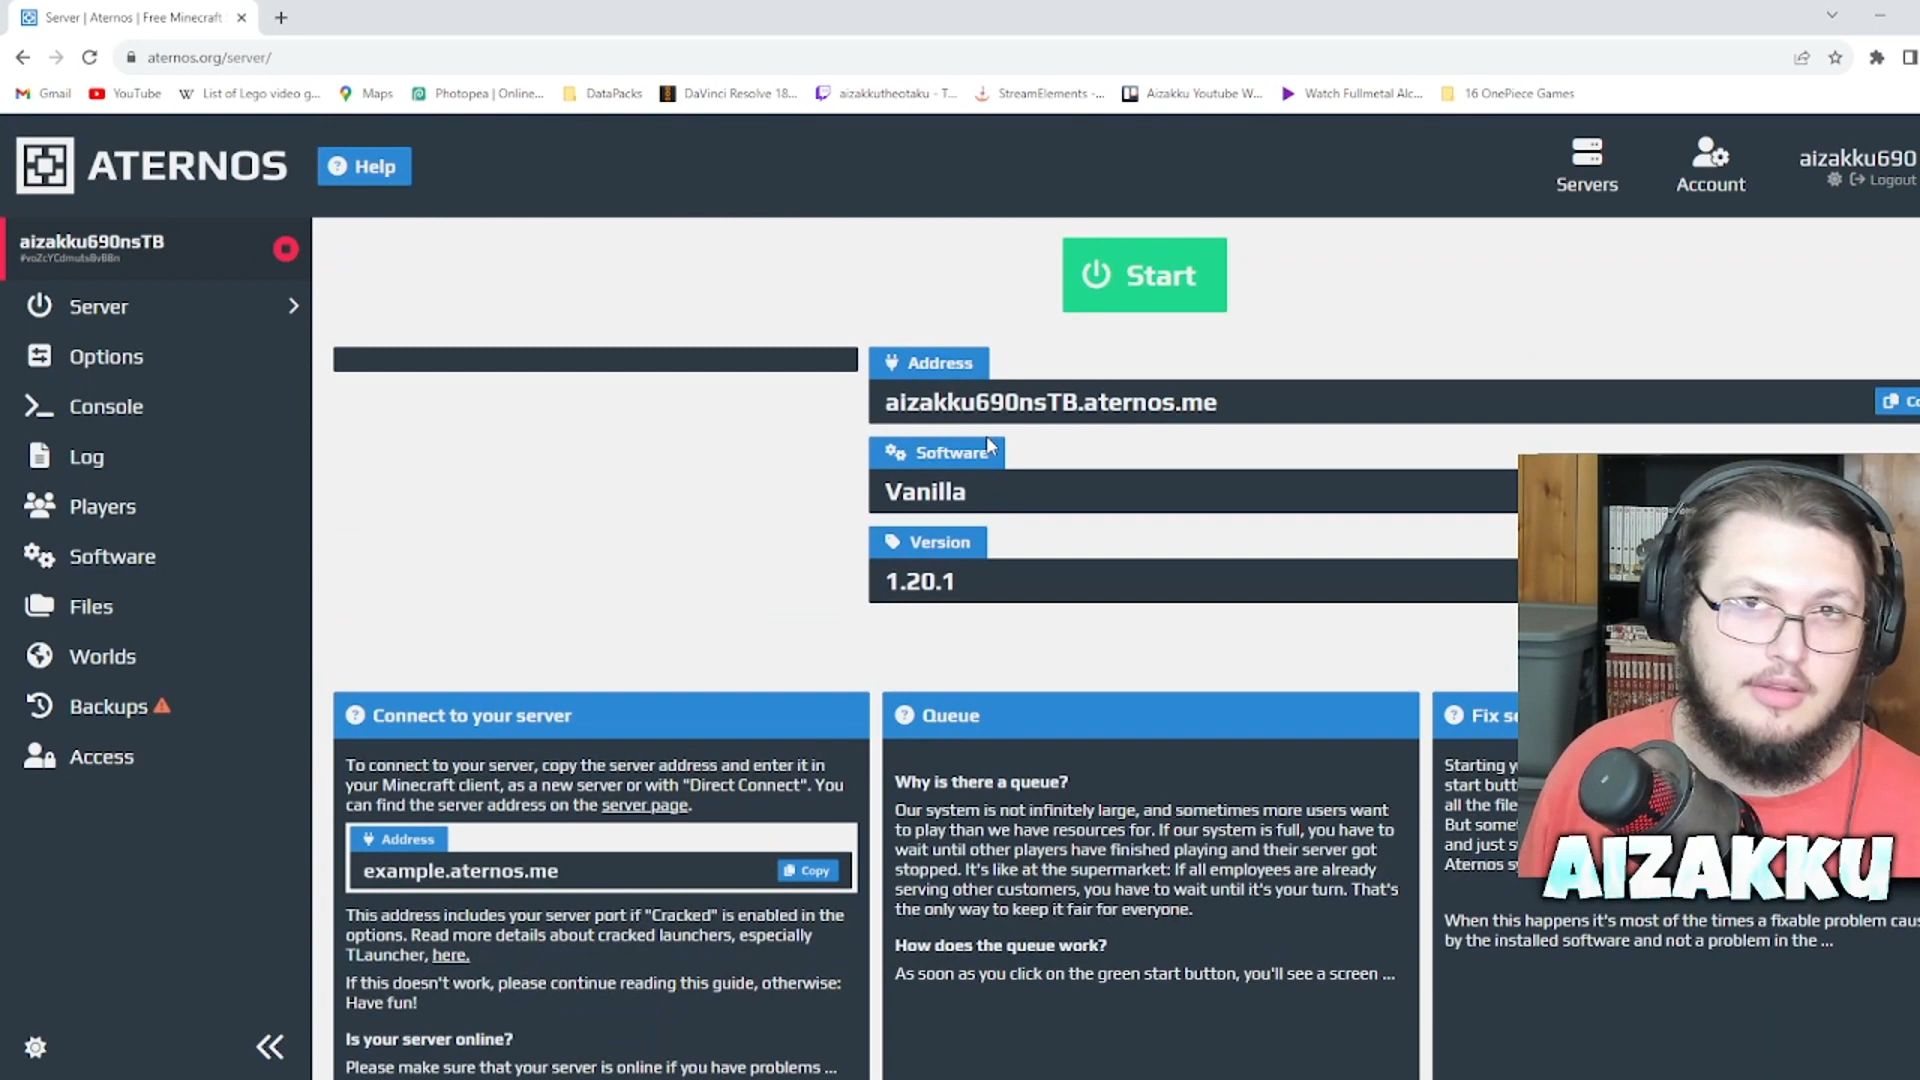 Server | Aternos | Free Minecraft
aternos.org/server/
Gmail
YouTube
List of Lego video g...
Maps
Photopea | Online...
DataPacks
DaVinci Resolve 18...
aizakkutheotaku - T...
StreamElements -...
Aizakku Youtube W...
Watch Fullmetal Alc...
16 OnePiece Games
ATERNOS
Help
Servers
Account
aizakku690
Logout
aizakku690nsTB
Server
Options
Console
Log
Players
Software
Files
Worlds
Backups
Access
Start
Address
aizakku690nsTB.aternos.me
Software
Vanilla
Version
1.20.1
Connect to your server
To connect to your server, copy the server address and enter it in
your Minecraft client, as a new server or with "Direct Connect". You
can find the server address on the server page.
Address
example.aternos.me
Copy
This address includes your server port if "Cracked" is enabled in the
options. Read more details about cracked launchers, especially
TLauncher, here.
If this doesn't work, please continue reading this guide, otherwise:
Have fun!
Is your server online?
Please make sure that your server is online if you have problems ...
Queue
Why is there a queue?
Our system is not infinitely large, and sometimes more users want
to play than we have resources for. If our system is full, you have to
wait until other players have finished playing and their server got
stopped. It's like at the supermarket: If all employees are already
serving other customers, you have to wait until it's your turn. That's
the only way to keep it fair for everyone.
How does the queue work?
As soon as you click on the green start button, you'll see a screen ...
Fix
Starting
start
all the
But
and just
Aternos
When this happens it's most of the times a fixable problem
by the installed software and not a problem in the ...
AIZAKKU